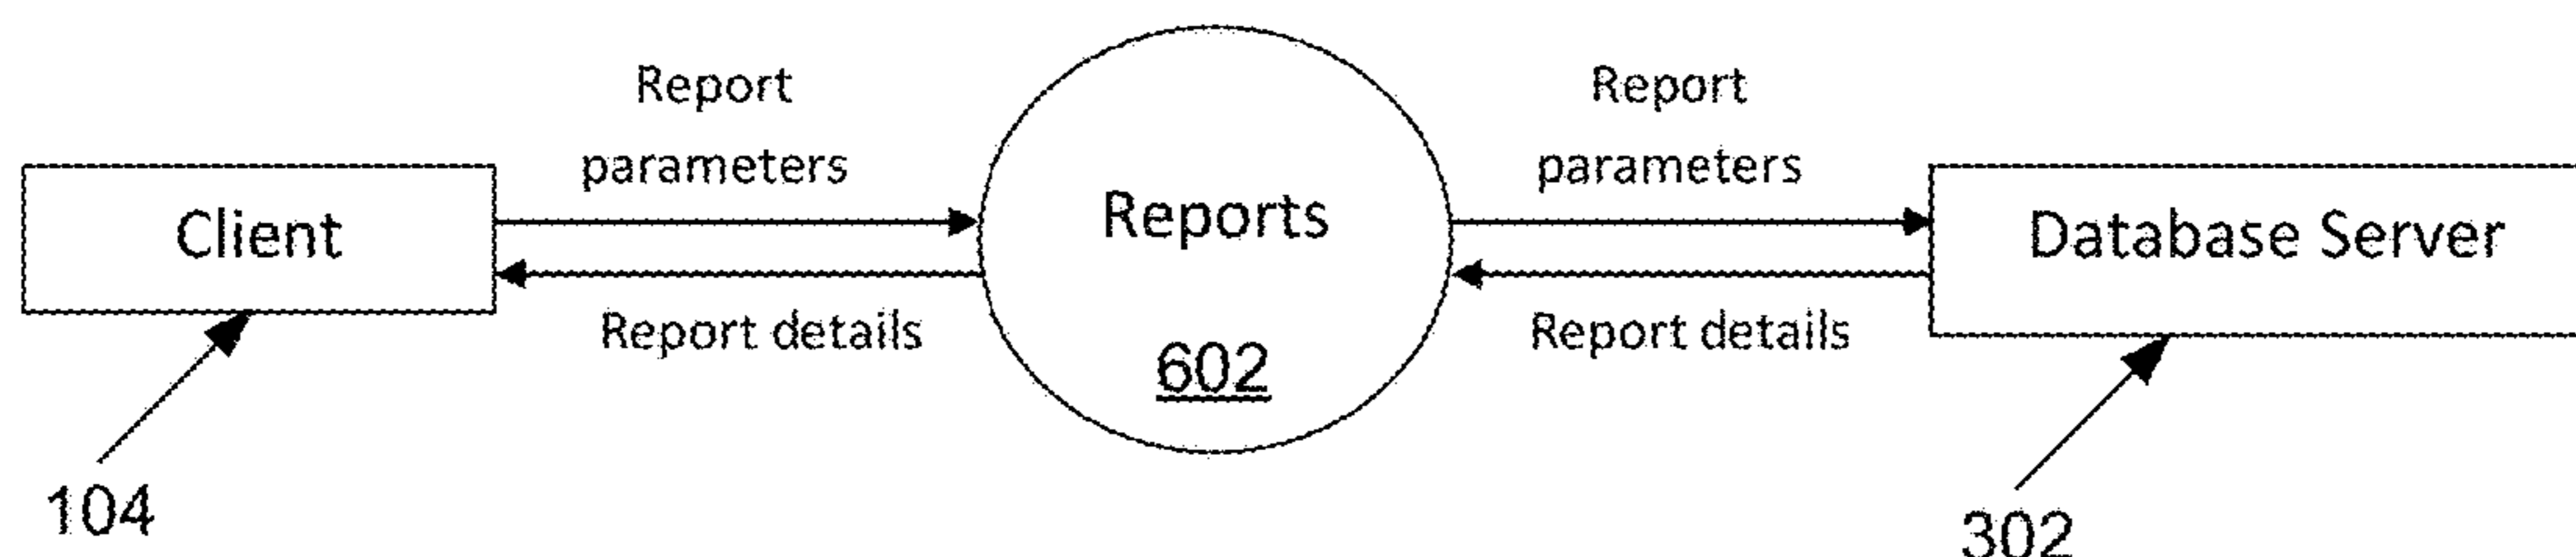 Report
parameters
Report
parameters
Client
Reports
Database Server
Report details
Report details
602
104
302